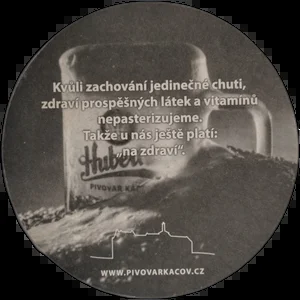 Kvůli zachování jedinečné chuti,
zdraví prospěšných látek a vitamínů
nepasterizujeme.
Takže u nás ještě platí:
„na zdraví“.
Hubert
PIVOVAR KÁCOV
WWW.PIVOVARKACOV.CZ